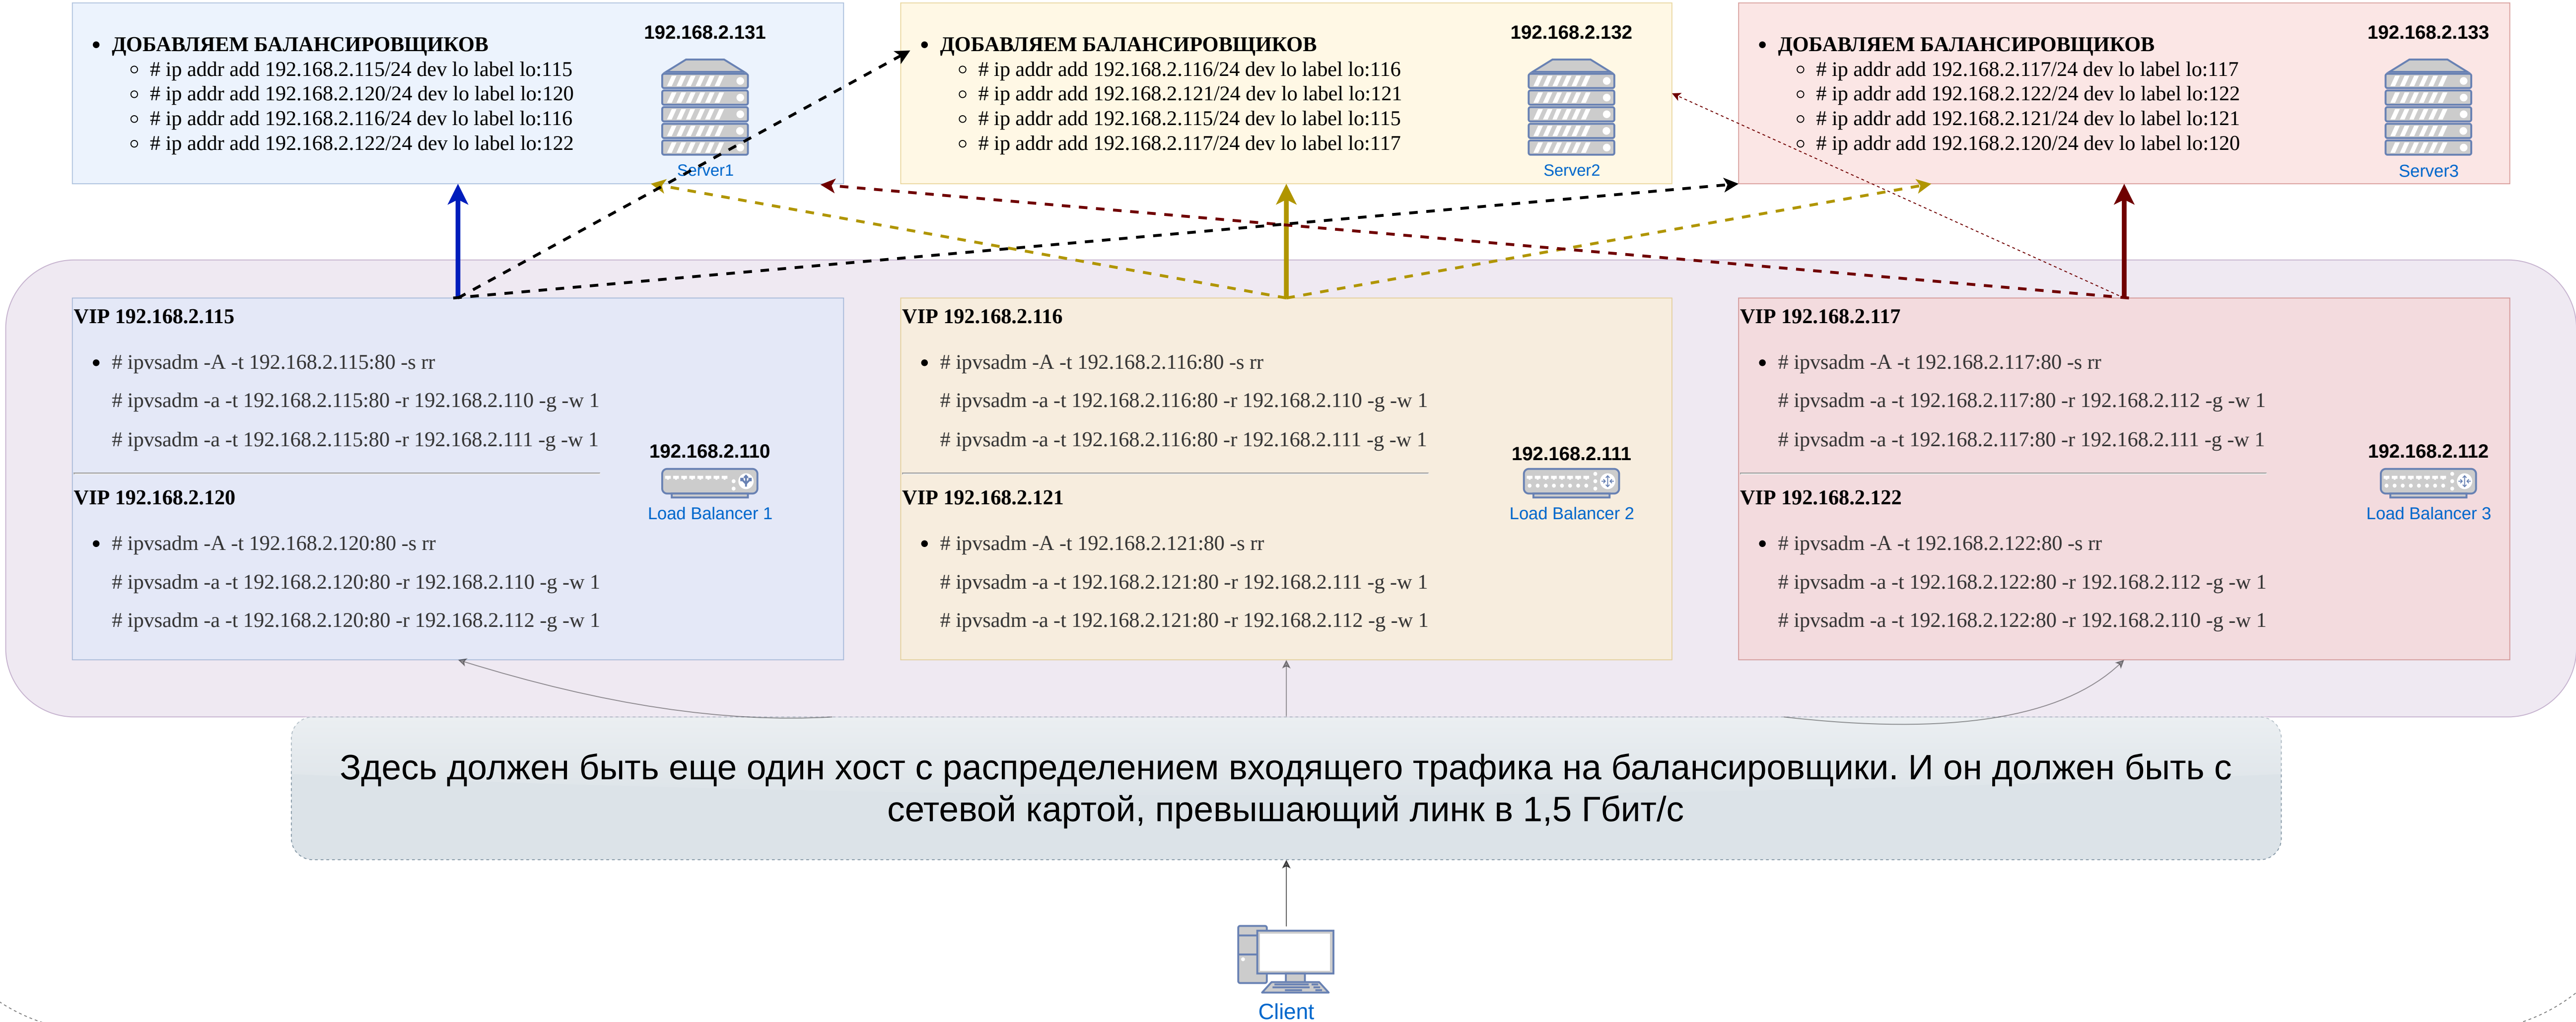 192.168.2.131
ДОБАВЛЯЕМ БАЛАНСИРОВЩИКОВ
# ip addr add 192.168.2.115/24 dev lo label lo:115
# ip addr add 192.168.2.120/24 dev lo label lo:120
# ip addr add 192.168.2.116/24 dev lo label lo:116
# ip addr add 192.168.2.122/24 dev lo label lo:122
Server1
192.168.2.132
ДОБАВЛЯЕМ БАЛАНСИРОВЩИКОВ
# ip addr add 192.168.2.116/24 dev lo label lo:116
# ip addr add 192.168.2.121/24 dev lo label lo:121
# ip addr add 192.168.2.115/24 dev lo label lo:115
# ip addr add 192.168.2.117/24 dev lo label lo:117
Server2
192.168.2.133
ДОБАВЛЯЕМ БАЛАНСИРОВЩИКОВ
# ip addr add 192.168.2.117/24 dev lo label lo:117
# ip addr add 192.168.2.122/24 dev lo label lo:122
# ip addr add 192.168.2.121/24 dev lo label lo:121
# ip addr add 192.168.2.120/24 dev lo label lo:120
Server3
VIP 192.168.2.115
# ipvsadm -A -t 192.168.2.115:80 -s rr
# ipvsadm -a -t 192.168.2.115:80 -r 192.168.2.110 -g -w 1
# ipvsadm -a -t 192.168.2.115:80 -r 192.168.2.111 -g -w 1
192.168.2.110
Load Balancer 1
VIP 192.168.2.120
# ipvsadm -A -t 192.168.2.120:80 -s rr
# ipvsadm -a -t 192.168.2.120:80 -r 192.168.2.110 -g -w 1
# ipvsadm -a -t 192.168.2.120:80 -r 192.168.2.112 -g -w 1
VIP 192.168.2.116
# ipvsadm -A -t 192.168.2.116:80 -s rr
# ipvsadm -a -t 192.168.2.116:80 -r 192.168.2.110 -g -w 1
# ipvsadm -a -t 192.168.2.116:80 -r 192.168.2.111 -g -w 1
192.168.2.111
Load Balancer 2
VIP 192.168.2.121
# ipvsadm -A -t 192.168.2.121:80 -s rr
# ipvsadm -a -t 192.168.2.121:80 -r 192.168.2.111 -g -w 1
# ipvsadm -a -t 192.168.2.121:80 -r 192.168.2.112 -g -w 1
VIP 192.168.2.117
# ipvsadm -A -t 192.168.2.117:80 -s rr
# ipvsadm -a -t 192.168.2.117:80 -r 192.168.2.112 -g -w 1
# ipvsadm -a -t 192.168.2.117:80 -r 192.168.2.111 -g -w 1
192.168.2.112
Load Balancer 3
VIP 192.168.2.122
# ipvsadm -A -t 192.168.2.122:80 -s rr
# ipvsadm -a -t 192.168.2.122:80 -r 192.168.2.112 -g -w 1
# ipvsadm -a -t 192.168.2.122:80 -r 192.168.2.110 -g -w 1
Здесь должен быть еще один хост с распределением входящего трафика на балансировщики. И он должен быть с
сетевой картой, превышающий линк в 1,5 Гбит/с
Client